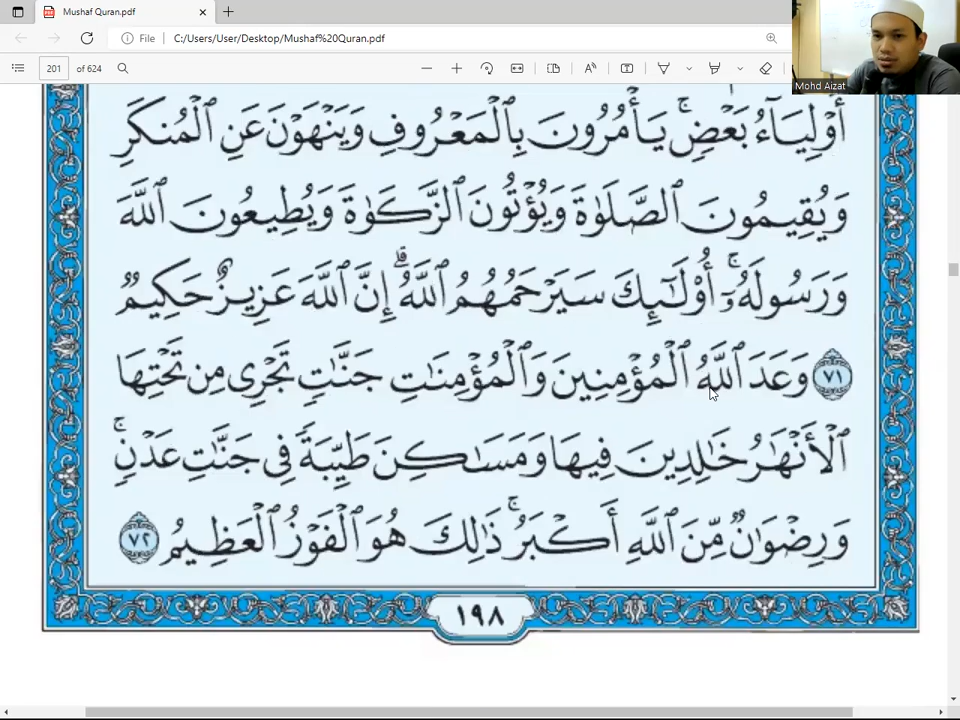 Mushaf Quran.pdf
File C:/Users/User/Desktop/Mushaf%20Quran.pdf
201 of 624
Mohd Aizat
أَوْلِيَآءُ بَعْضٍۚ يَأْمُرُونَ بِٱلْمَعْرُوفِ وَيَنْهَوْنَ عَنِ ٱلْمُنكَرِ
وَيُقِيمُونَ ٱلصَّلَوٰةَ وَيُؤْتُونَ ٱلزَّكَوٰةَ وَيُطِيعُونَ ٱللَّهَ
وَرَسُولَهُۥٓۚ أُوْلَـٰٓئِكَ سَيَرْحَمُهُمُ ٱللَّهُۗ إِنَّ ٱللَّهَ عَزِيزٌ حَكِيمٌ
٧١ وَعَدَ ٱللَّهُ ٱلْمُؤْمِنِينَ وَٱلْمُؤْمِنَـٰتِ جَنَّـٰتٍ تَجْرِى مِن تَحْتِهَا
ٱلْأَنْهَـٰرُ خَـٰلِدِينَ فِيهَا وَمَسَـٰكِنَ طَيِّبَةً فِى جَنَّـٰتِ عَدْنٍۚ
وَرِضْوَٰنٌ مِّنَ ٱللَّهِ أَكْبَرُۚ ذَٰلِكَ هُوَ ٱلْفَوْزُ ٱلْعَظِيمُ ٧٢
١٩٨